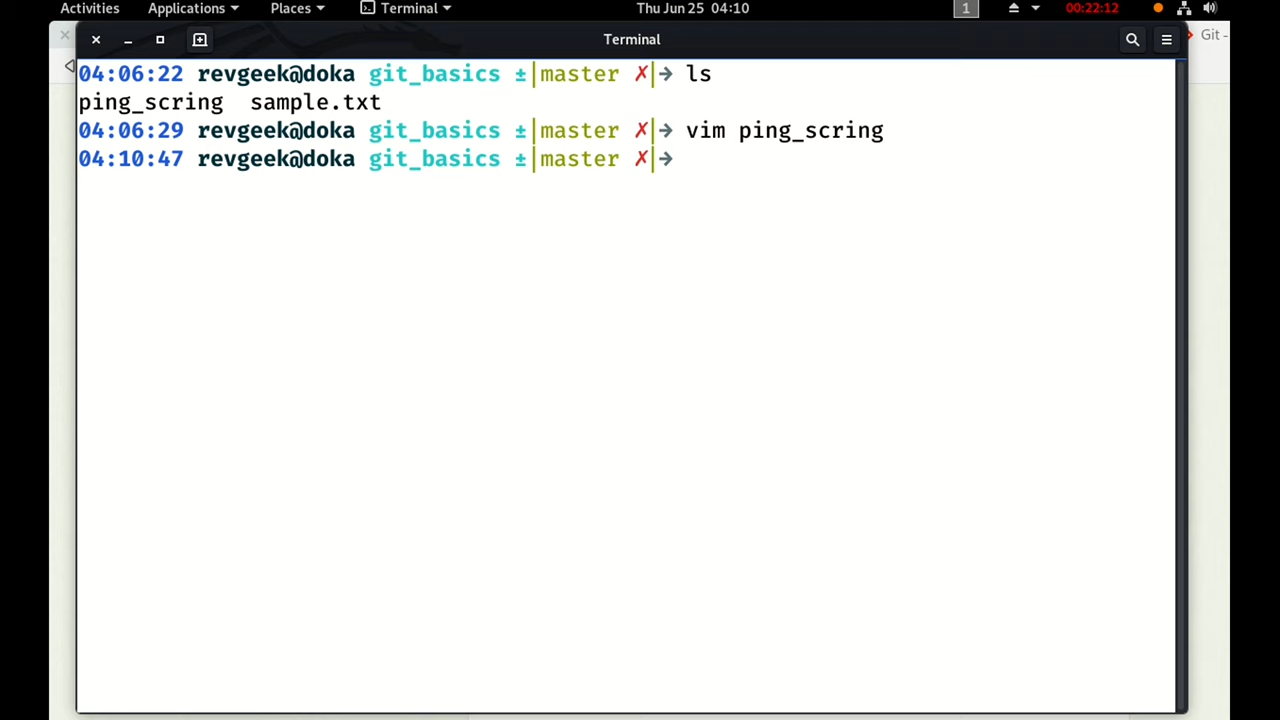 Activities Applications Places Terminal Thu Jun 25 04:10 1 00:22:12
Terminal
Git -
04:06:22 revgeek@doka git_basics ±|master ✗|→ ls
ping_scring sample.txt
04:06:29 revgeek@doka git_basics ±|master ✗|→ vim ping_scring
04:10:47 revgeek@doka git_basics ±|master ✗|→